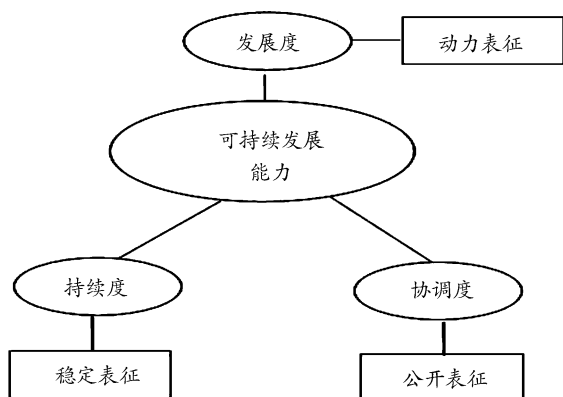 发展度
动力表征
可持续发展
能力
持续度
协调度
稳定表征
公开表征